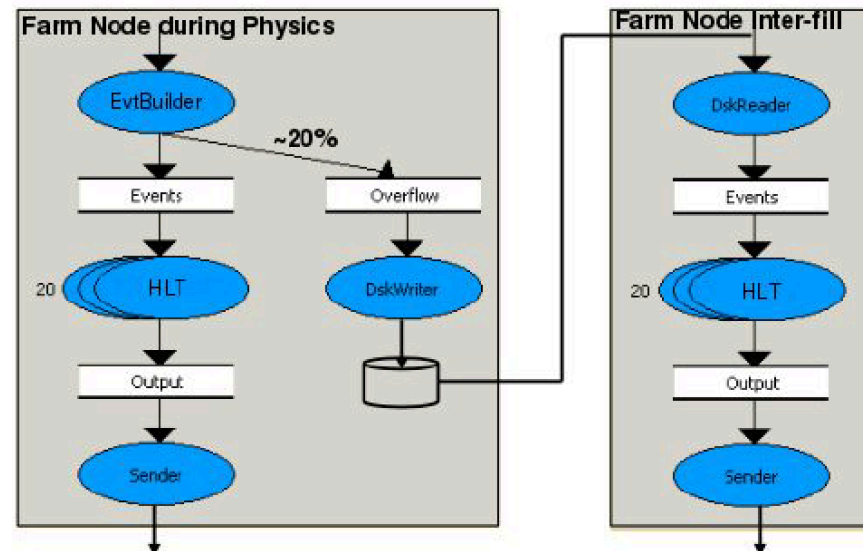 Farm Node during Physics
EvtBuilder
~20%
Events
Overflow
20
HLT
DskWriter
Output
Sender
Farm Node Inter-fill
DskReader
Events
20
HLT
Output
Sender